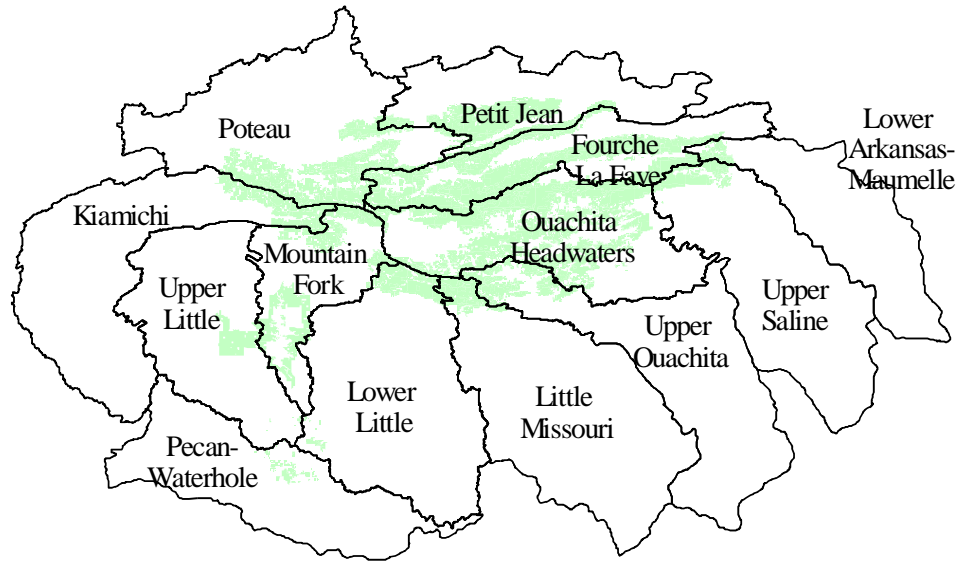 Petit Jean
Poteau
Fourche
La Fave
Lower
Arkansas-
Maumelle
Kiamichi
Ouachita
Headwaters
Mountain
Fork
Upper
Little
Upper
Saline
Upper
Ouachita
Lower
Little
Little
Missouri
Pecan-
Waterhole